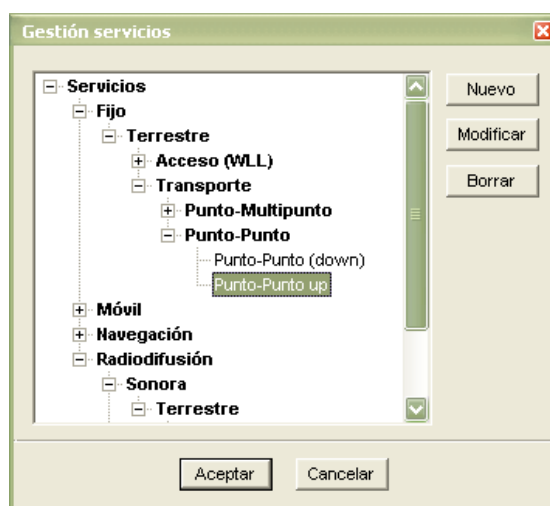 Gestión servicios
Servicios
Fijo
Terrestre
Acceso (WLL)
Transporte
Punto-Multipunto
Punto-Punto
Punto-Punto (down)
Punto-Punto up
Móvil
Navegación
Radiodifusión
Sonora
Terrestre
Nuevo
Modificar
Borrar
Aceptar
Cancelar